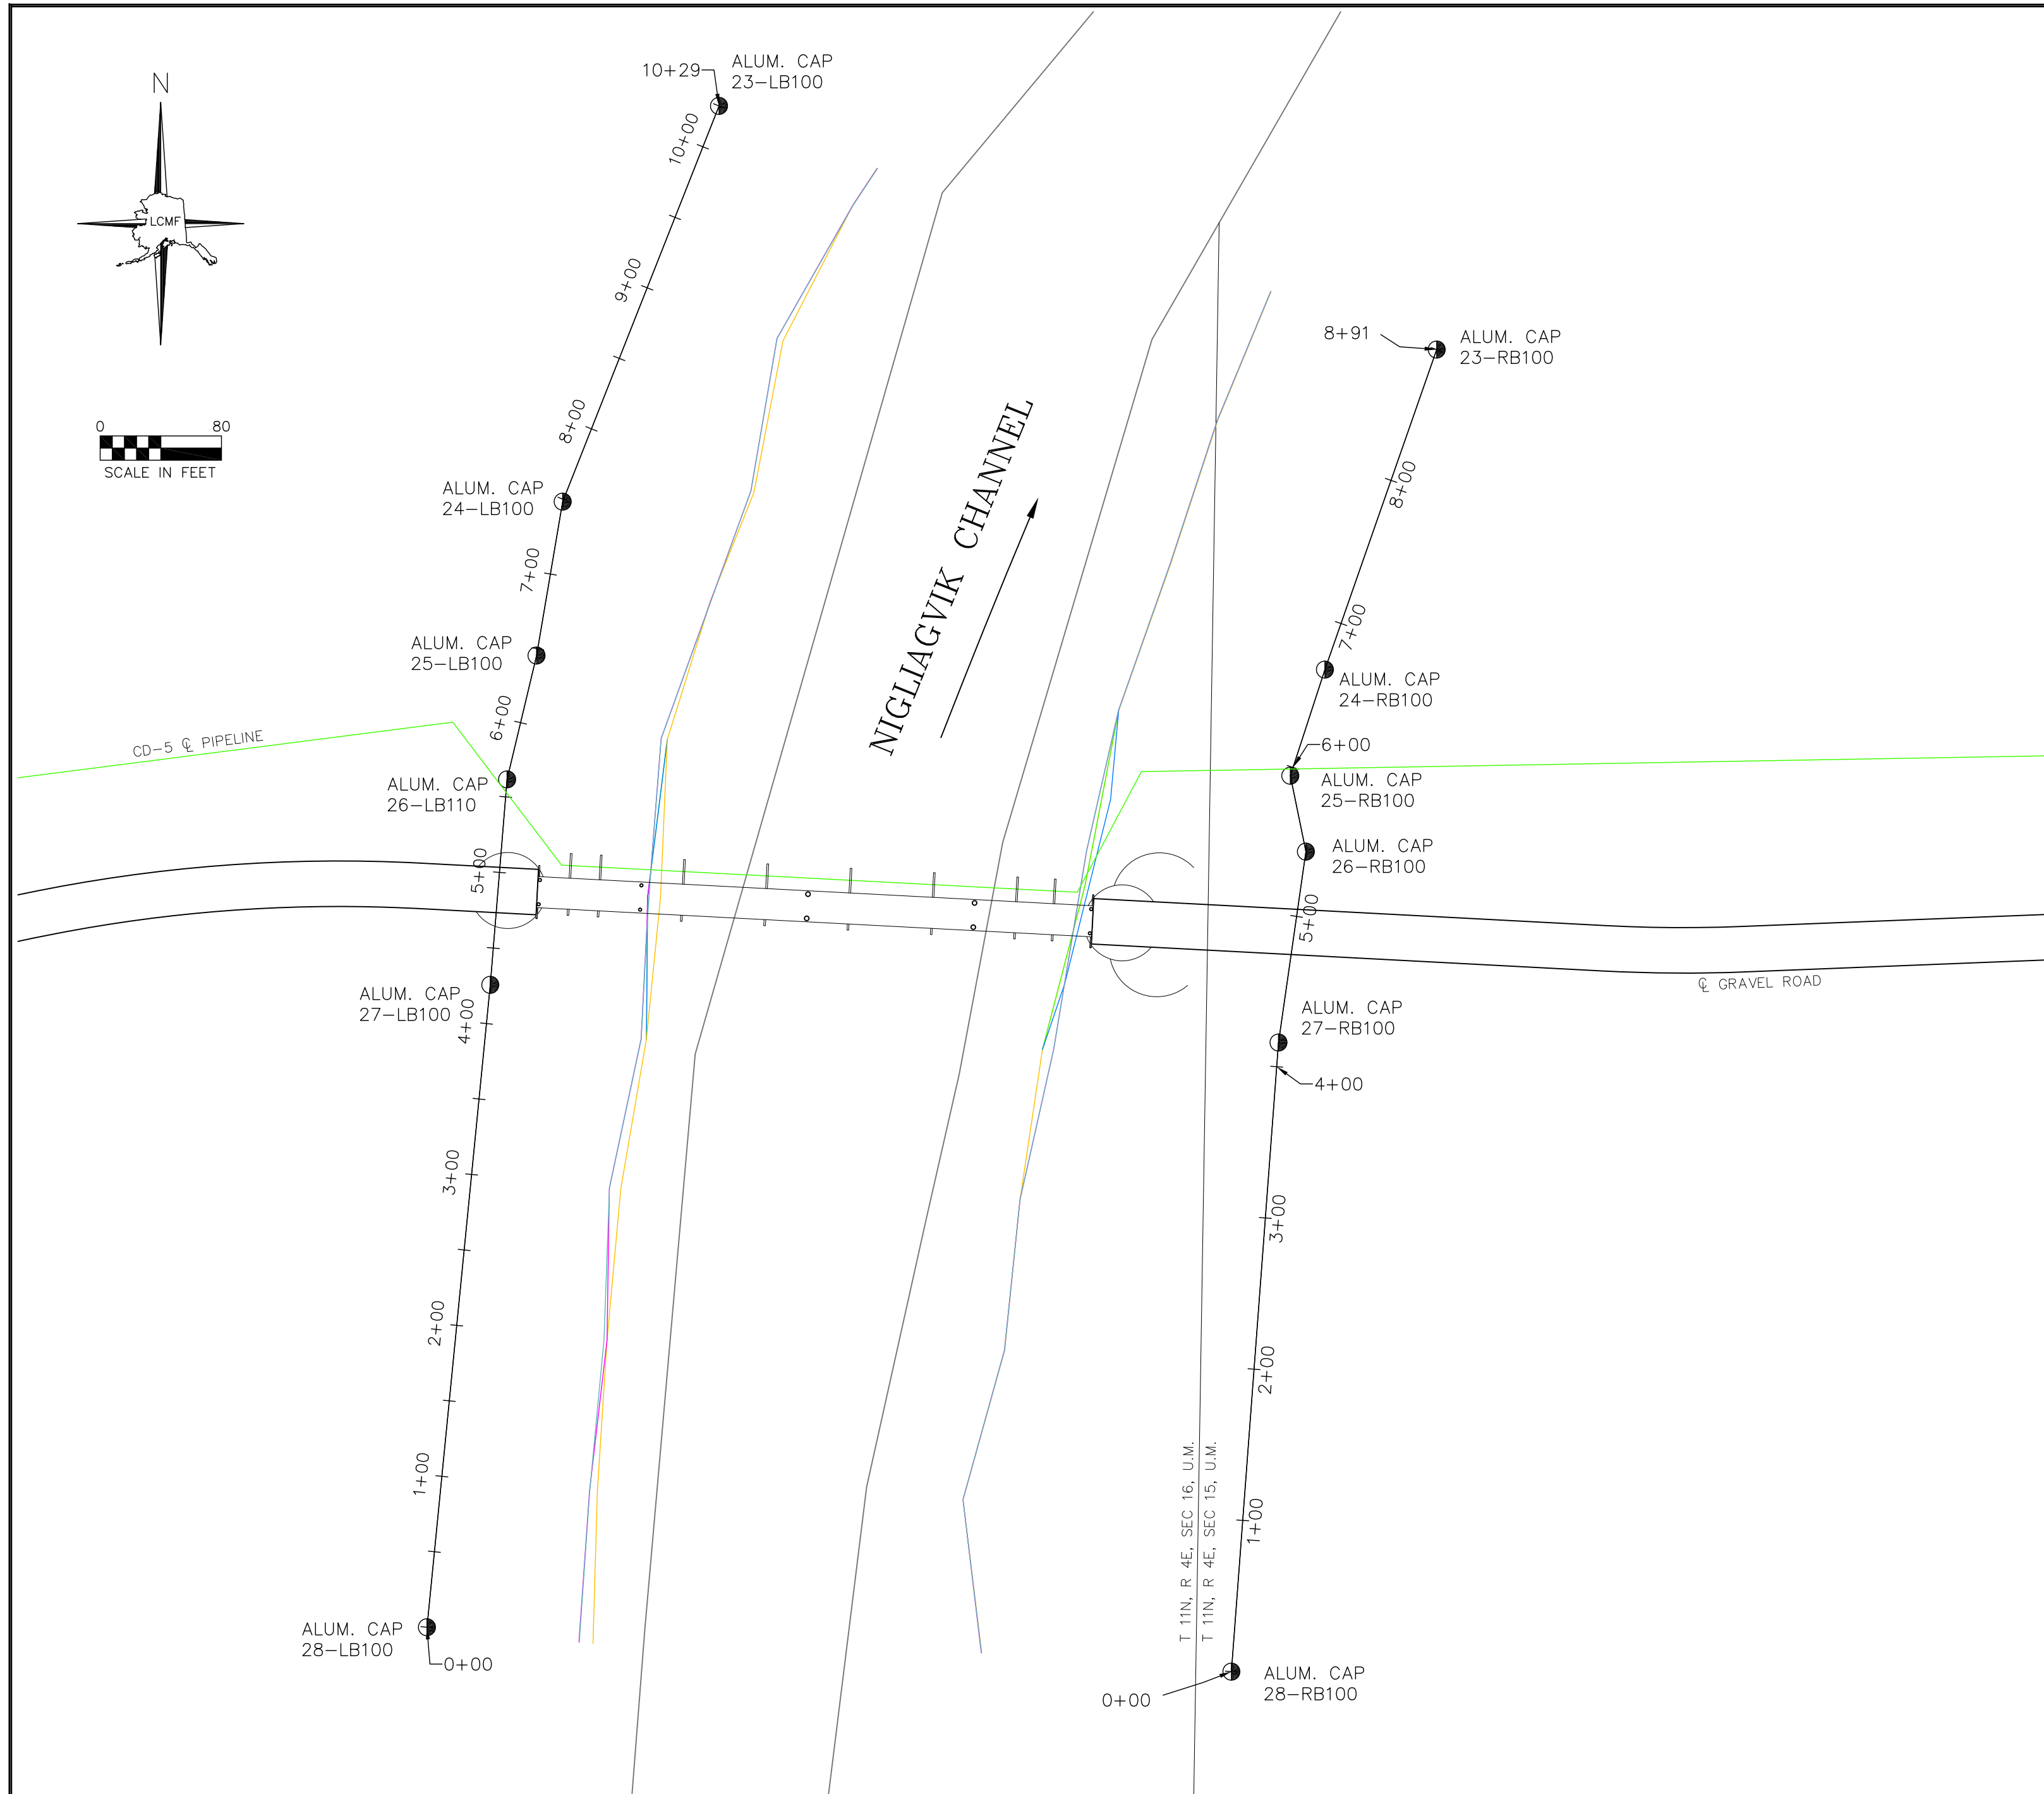 N
LCMF
0 80
SCALE IN FEET
10+29
ALUM. CAP
23-LB100
10+00
9+00
8+00
ALUM. CAP
24-LB100
7+00
ALUM. CAP
25-LB100
6+00
CD-5 ℄ PIPELINE
ALUM. CAP
26-LB110
5+00
ALUM. CAP
27-LB100
4+00
3+00
2+00
1+00
ALUM. CAP
28-LB100
0+00
NIGLIAGVIK CHANNEL
8+91
ALUM. CAP
23-RB100
8+00
7+00
ALUM. CAP
24-RB100
6+00
ALUM. CAP
25-RB100
ALUM. CAP
26-RB100
5+00
℄ GRAVEL ROAD
ALUM. CAP
27-RB100
4+00
3+00
2+00
1+00
T 11N, R 4E, SEC 16, U.M.
T 11N, R 4E, SEC 15, U.M.
0+00
ALUM. CAP
28-RB100